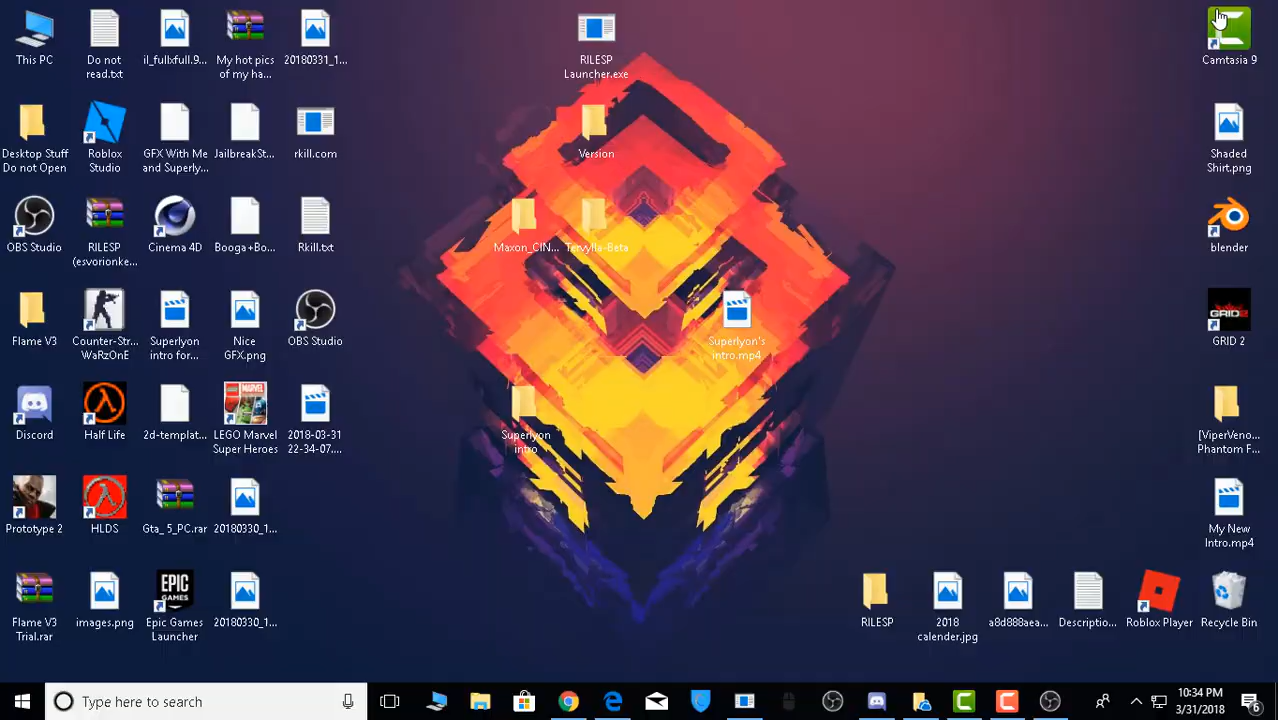 This PC
Do not
read.txt
il_fullxfull.9...
My hot pics
of my ha...
20180331_1...
RILESP
Launcher.exe
Camtasia 9
Desktop Stuff
Do not Open
Roblox
Studio
GFX With Me
and Superly...
JailbreakSt...
rkill.com
Version
Shaded
Shirt.png
OBS Studio
RILESP
(esvorionke...
Cinema 4D
Booga+Bo...
Rkill.txt
Maxon_CIN...
Tervylla-Beta
blender
Flame V3
Counter-Str...
WaRzOnE
Superlyon
intro for...
Nice
GFX.png
OBS Studio
Superlyon's
intro.mp4
GRID 2
Discord
Half Life
2d-templat...
LEGO Marvel
Super Heroes
2018-03-31
22-34-07....
Superlyon
intro
[ViperVeno...
Phantom F...
Prototype 2
HLDS
Gta_ 5_PC.rar
20180330_1...
My New
Intro.mp4
Flame V3
Trial.rar
images.png
EPIC
GAMES
Epic Games
Launcher
20180330_1...
RILESP
2018
calender.jpg
a8d888aea...
Descriptio...
Roblox Player
Recycle Bin
Type here to search
10:34 PM
3/31/2018
6